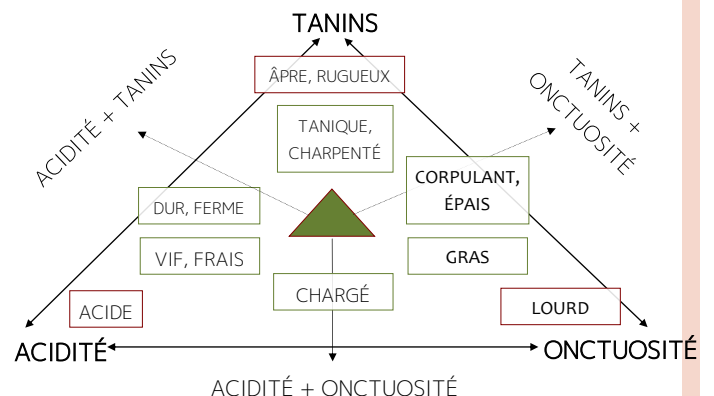 TANINS
ÂPRE, RUGUEUX
ACIDITÉ + TANINS
TANINS +
ONCTUOSITÉ
TANIQUE,
CHARPENTÉ
CORPULANT,
ÉPAIS
DUR, FERME
VIF, FRAIS
GRAS
CHARGÉ
ACIDE
LOURD
ACIDITÉ
ONCTUOSITÉ
ACIDITÉ + ONCTUOSITÉ